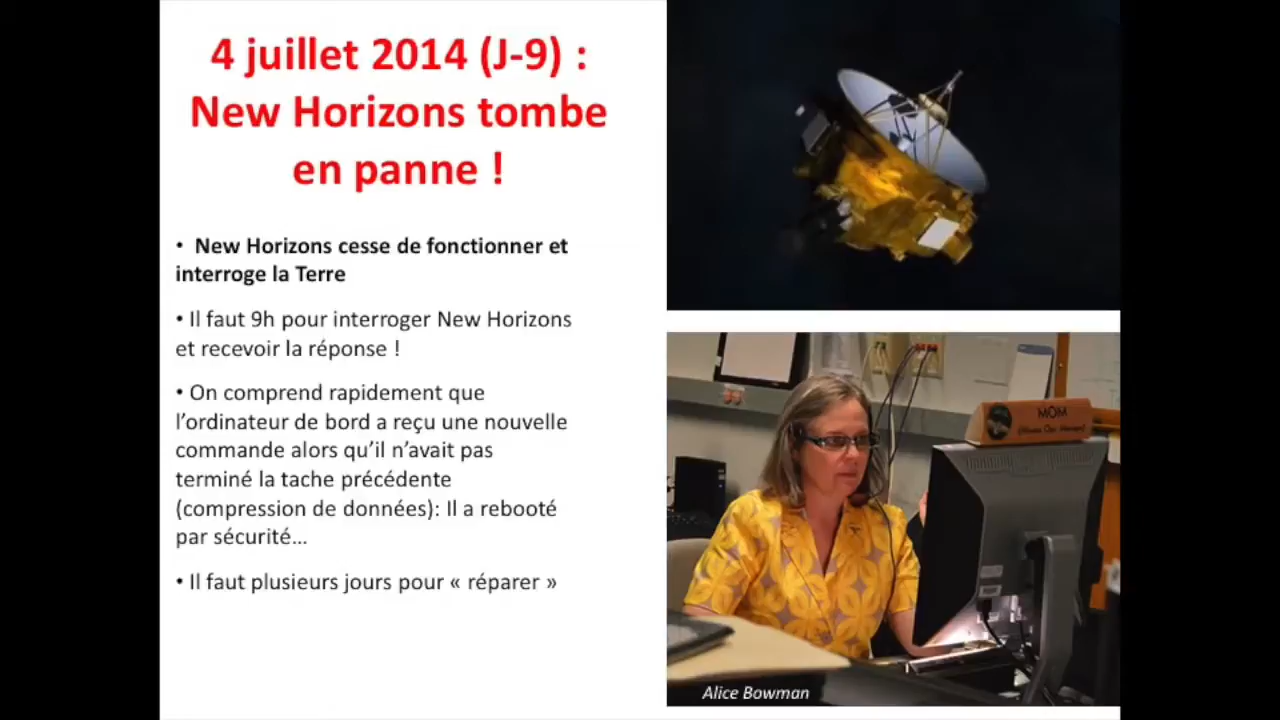 4 juillet 2014 (J-9) :
New Horizons tombe
en panne !
• New Horizons cesse de fonctionner et
interroge la Terre
• Il faut 9h pour interroger New Horizons
et recevoir la réponse !
• On comprend rapidement que
l’ordinateur de bord a reçu une nouvelle
commande alors qu’il n’avait pas
terminé la tache précédente
(compression de données): Il a rebooté
par sécurité…
• Il faut plusieurs jours pour « réparer »
MOM
Alice Bowman